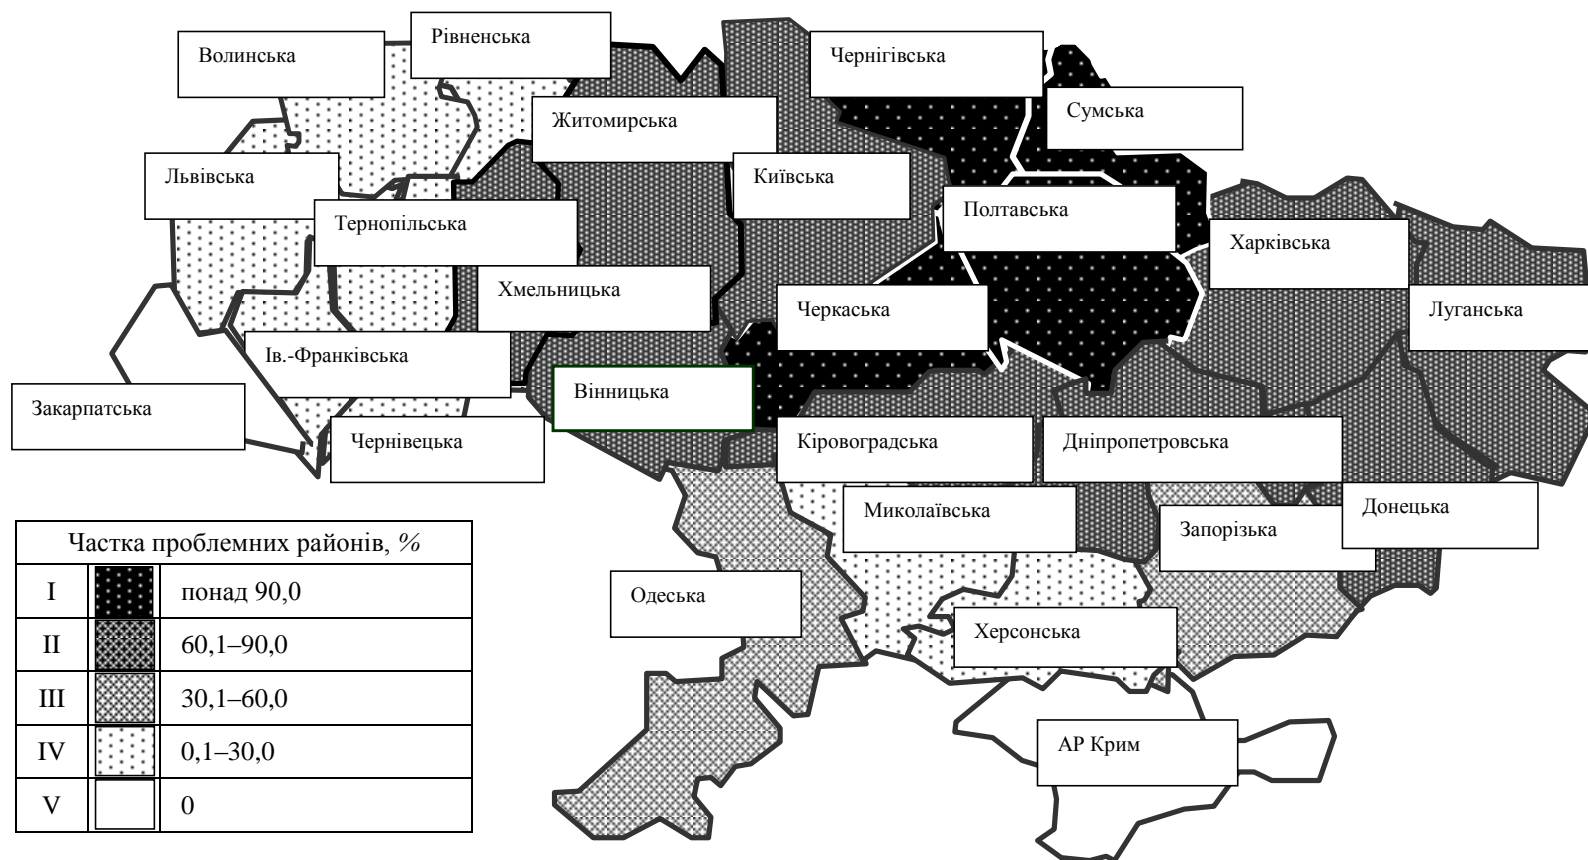 Рівненська
Волинська
Чернігівська
Сумська
Житомирська
Львівська
Київська
Полтавська
Тернопільська
Харківська
Хмельницька
Черкаська
Луганська
Ів.-Франківська
Вінницька
Закарпатська
Чернівецька
Кіровоградська
Дніпропетровська
Миколаївська
Запорізька
Донецька
Одеська
Херсонська
АР Крим
Частка проблемних районів, %
I понад 90,0
II 60,1–90,0
III 30,1–60,0
IV 0,1–30,0
V 0